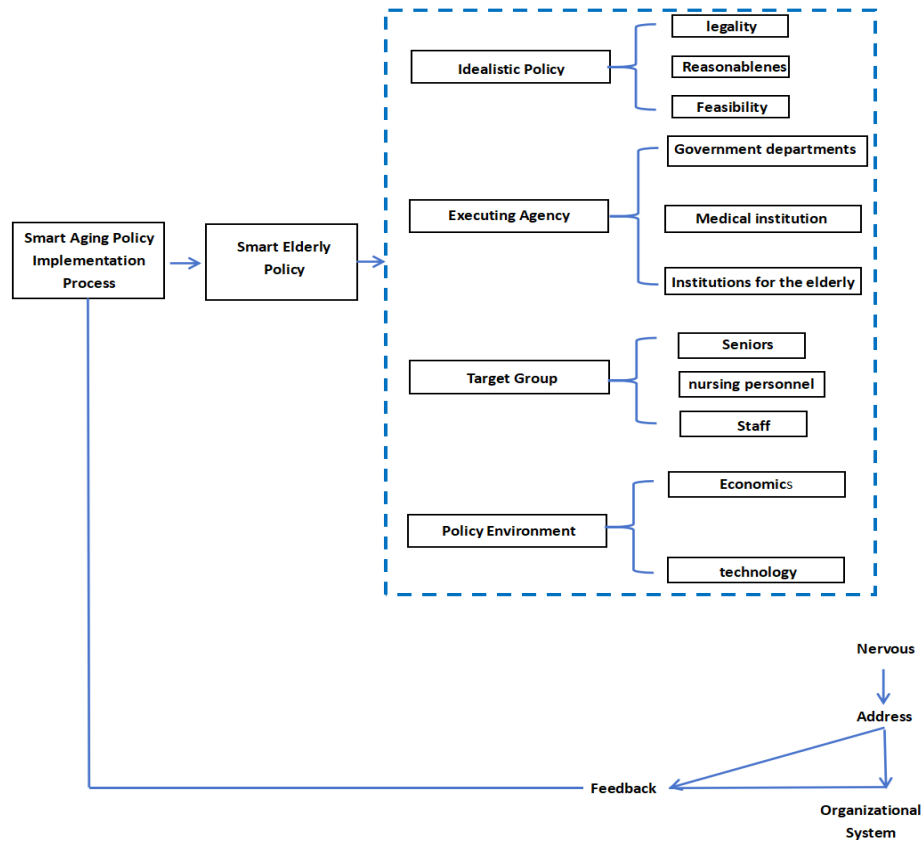 legality
Idealistic Policy
Reasonablenes
Feasibility
Government departments
Executing Agency
Medical institution
Institutions for the elderly
Smart Aging Policy
Implementation
Process
Smart Elderly
Policy
Seniors
Target Group
nursing personnel
Staff
Economics
Policy Environment
technology
Nervous
Address
Feedback
Organizational
System